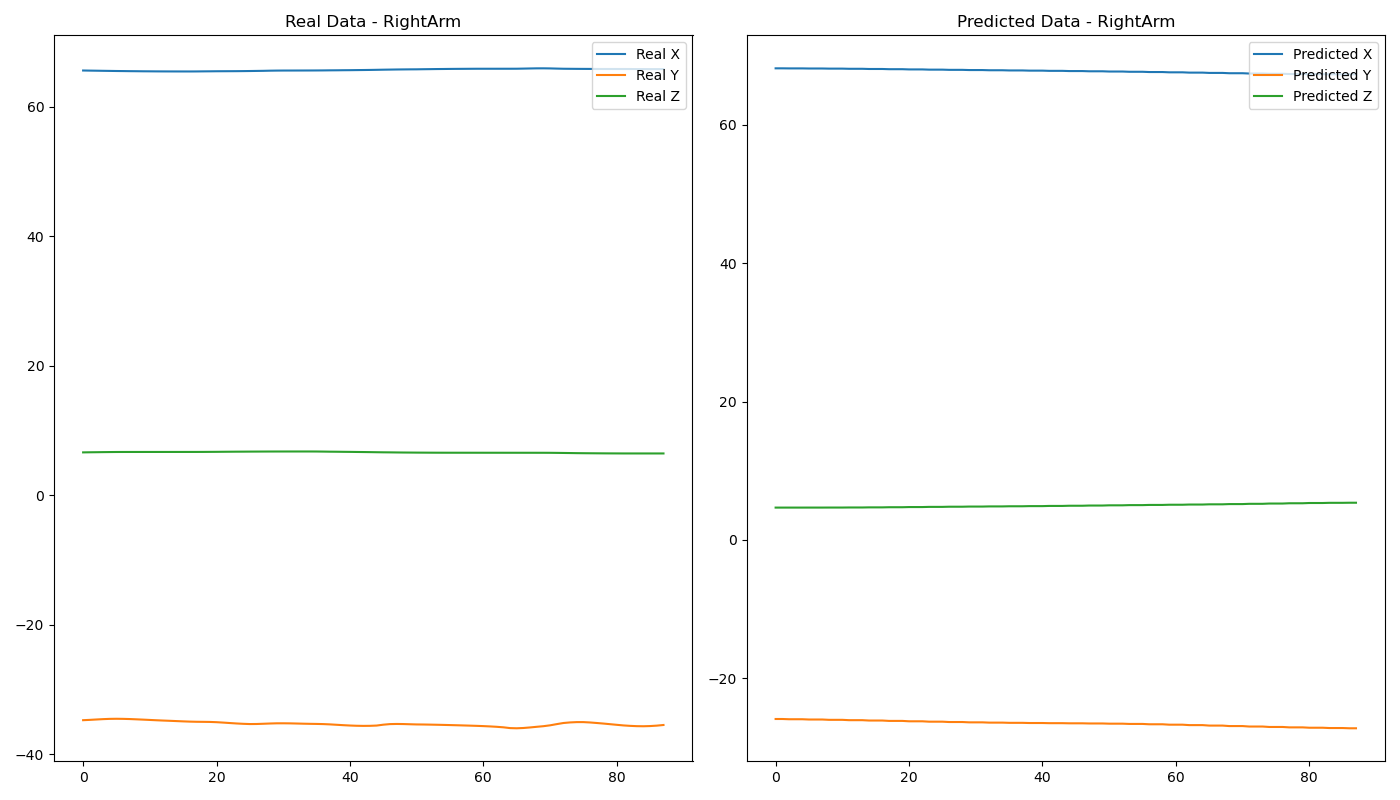 Real Data - RightArm
Real X
Real Y
Real Z
60
40
20
0
−20
−40
0 20 40 60 80
Predicted Data - RightArm
Predicted X
Predicted Y
Predicted Z
60
40
20
0
−20
0 20 40 60 80